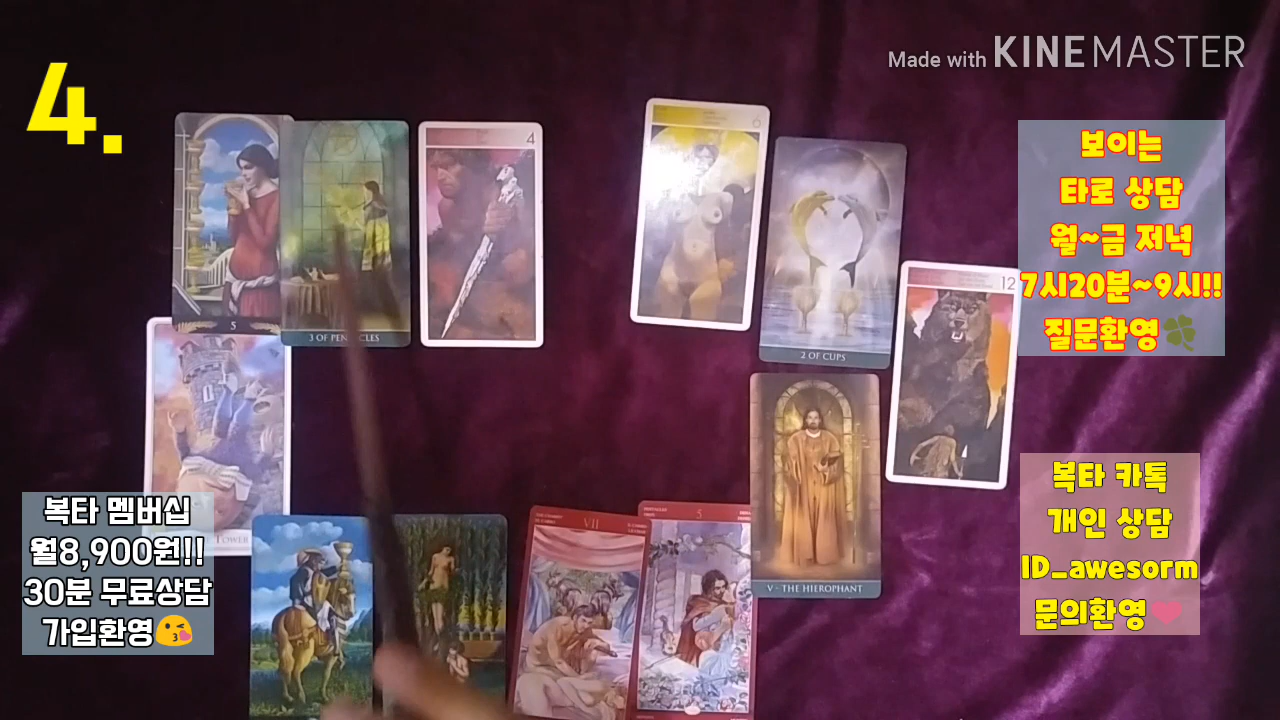 4.
Made with KINEMASTER
보이는
타로 상담
월~금 저녁
7시20분~9시!!
질문환영🍀
5
3 OF PENTACLES
4
6
2 OF CUPS
12
TOWER
V - THE HIEROPHANT
VII
5
복타 멤버십
월8,900원!!
30분 무료상담
가입환영😘
복타 카톡
개인 상담
ID_awesorm
문의환영❤